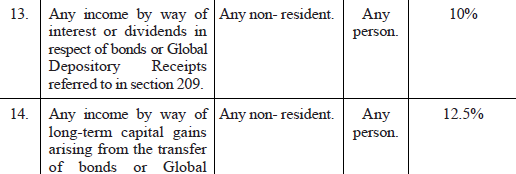 13. Any income by way of Any non- resident. Any 10%
interest or dividends in person.
respect of bonds or Global
Depository Receipts
referred to in section 209.
14. Any income by way of Any non- resident. Any 12.5%
long-term capital gains person.
arising from the transfer
of bonds or Global